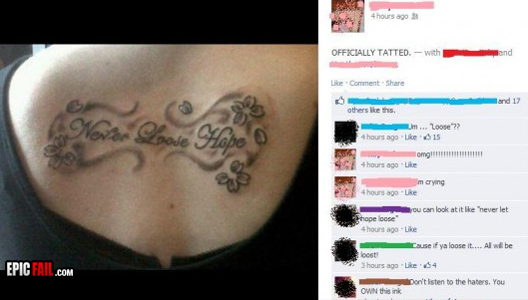 4 hours ago
OFFICIALLY TATTED. — with
and
Like · Comment · Share
and 17
others like this.
Um ... "Loose"??
4 hours ago · Like · 15
omg!!!!!!!!!!!!!!!!!!!
4 hours ago · Like
m crying
4 hours ago · Like
you can look at it like "never let
hope loose"
4 hours ago · Like
Cause if ya loose it.... All will be
loost!
3 hours ago · Like · 4
Don't listen to the haters. You
OWN this ink
Never Loose Hope
EPIC FAIL.COM